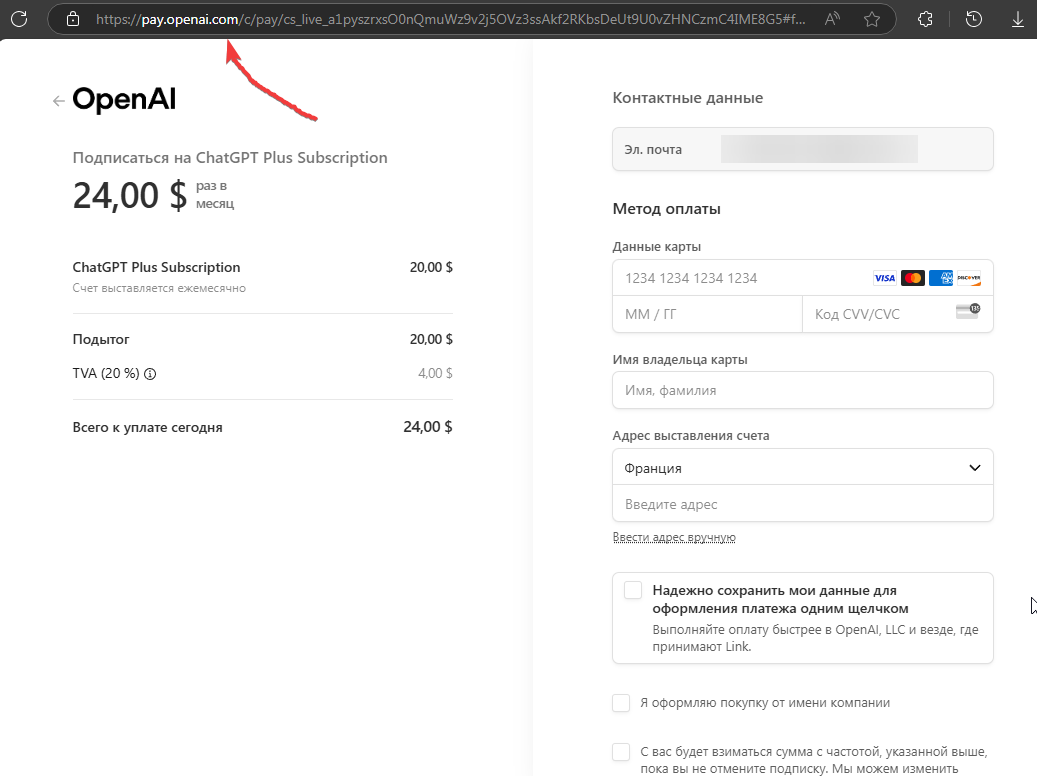 https://pay.openai.com/c/pay/cs_live_a1pyszrxsO0nQmuWz9v2j5OVz3ssAkf2RKbsDeUt9U0vZHNCzmC4IME8G5#f...
OpenAI
Подписаться на ChatGPT Plus Subscription
24,00 $ раз в месяц
ChatGPT Plus Subscription 20,00 $
Счет выставляется ежемесячно
Подытог 20,00 $
TVA (20 %) 4,00 $
Всего к уплате сегодня 24,00 $
Контактные данные
Эл. почта
Метод оплаты
Данные карты
1234 1234 1234 1234 VISA AMEX DISCOVER
ММ / ГГ Код CVV/CVC 135
Имя владельца карты
Имя, фамилия
Адрес выставления счета
Франция
Введите адрес
Ввести адрес вручную
Надежно сохранить мои данные для
оформления платежа одним щелчком
Выполняйте оплату быстрее в OpenAI, LLC и везде, где
принимают Link.
Я оформляю покупку от имени компании
С вас будет взиматься сумма с частотой, указанной выше,
пока вы не отмените подписку. Мы можем изменить